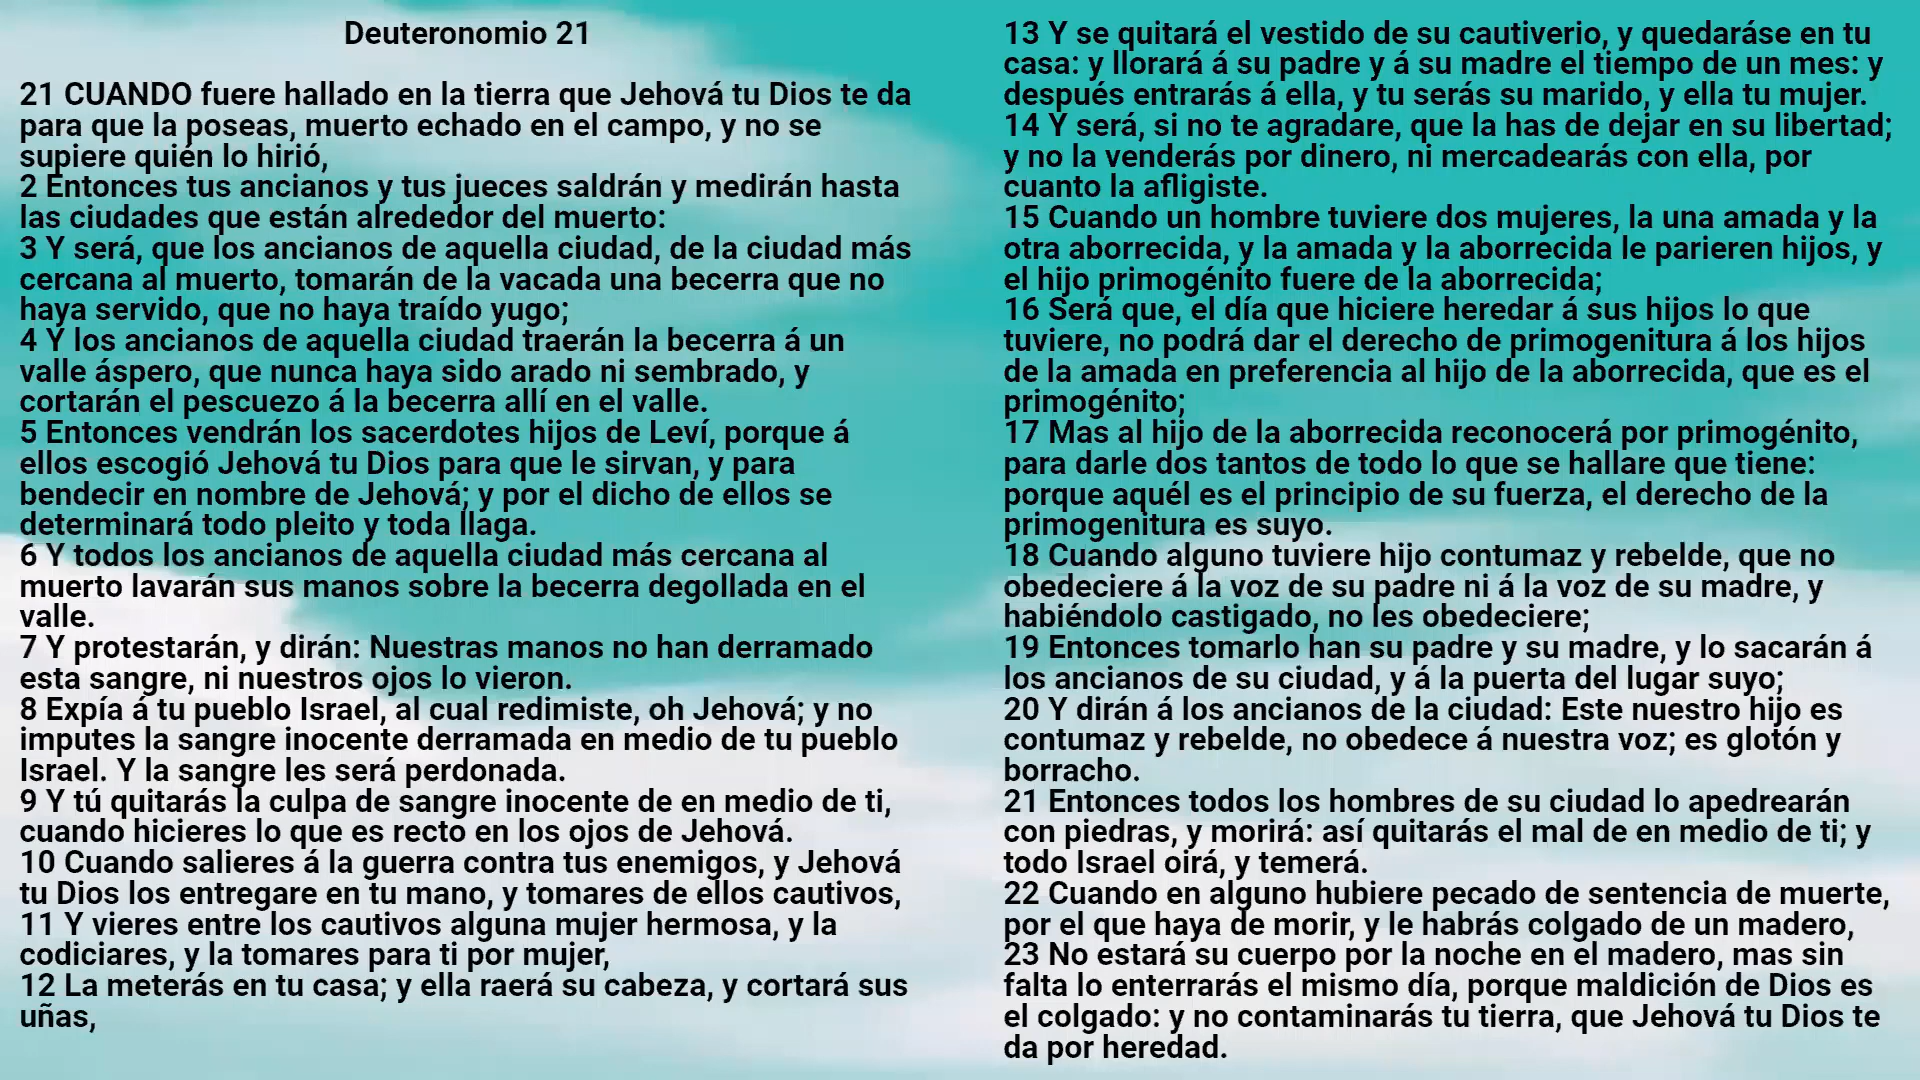 Deuteronomio 21
21 CUANDO fuere hallado en la tierra que Jehová tu Dios te da
para que la poseas, muerto echado en el campo, y no se
supiere quién lo hirió,
2 Entonces tus ancianos y tus jueces saldrán y medirán hasta
las ciudades que están alrededor del muerto:
3 Y será, que los ancianos de aquella ciudad, de la ciudad más
cercana al muerto, tomarán de la vacada una becerra que no
haya servido, que no haya traído yugo;
4 Y los ancianos de aquella ciudad traerán la becerra á un
valle áspero, que nunca haya sido arado ni sembrado, y
cortarán el pescuezo á la becerra allí en el valle.
5 Entonces vendrán los sacerdotes hijos de Leví, porque á
ellos escogió Jehová tu Dios para que le sirvan, y para
bendecir en nombre de Jehová; y por el dicho de ellos se
determinará todo pleito y toda llaga.
6 Y todos los ancianos de aquella ciudad más cercana al
muerto lavarán sus manos sobre la becerra degollada en el
valle.
7 Y protestarán, y dirán: Nuestras manos no han derramado
esta sangre, ni nuestros ojos lo vieron.
8 Expía á tu pueblo Israel, al cual redimiste, oh Jehová; y no
imputes la sangre inocente derramada en medio de tu pueblo
Israel. Y la sangre les será perdonada.
9 Y tú quitarás la culpa de sangre inocente de en medio de ti,
cuando hicieres lo que es recto en los ojos de Jehová.
10 Cuando salieres á la guerra contra tus enemigos, y Jehová
tu Dios los entregare en tu mano, y tomares de ellos cautivos,
11 Y vieres entre los cautivos alguna mujer hermosa, y la
codiciares, y la tomares para ti por mujer,
12 La meterás en tu casa; y ella raerá su cabeza, y cortará sus
uñas,
13 Y se quitará el vestido de su cautiverio, y quedaráse en tu
casa: y llorará á su padre y á su madre el tiempo de un mes: y
después entrarás á ella, y tu serás su marido, y ella tu mujer.
14 Y será, si no te agradare, que la has de dejar en su libertad;
y no la venderás por dinero, ni mercadearás con ella, por
cuanto la afligiste.
15 Cuando un hombre tuviere dos mujeres, la una amada y la
otra aborrecida, y la amada y la aborrecida le parieren hijos, y
el hijo primogénito fuere de la aborrecida;
16 Será que, el día que hiciere heredar á sus hijos lo que
tuviere, no podrá dar el derecho de primogenitura á los hijos
de la amada en preferencia al hijo de la aborrecida, que es el
primogénito;
17 Mas al hijo de la aborrecida reconocerá por primogénito,
para darle dos tantos de todo lo que se hallare que tiene:
porque aquél es el principio de su fuerza, el derecho de la
primogenitura es suyo.
18 Cuando alguno tuviere hijo contumaz y rebelde, que no
obedeciere á la voz de su padre ni á la voz de su madre, y
habiéndolo castigado, no les obedeciere;
19 Entonces tomarlo han su padre y su madre, y lo sacarán á
los ancianos de su ciudad, y á la puerta del lugar suyo;
20 Y dirán á los ancianos de la ciudad: Este nuestro hijo es
contumaz y rebelde, no obedece á nuestra voz; es glotón y
borracho.
21 Entonces todos los hombres de su ciudad lo apedrearán
con piedras, y morirá: así quitarás el mal de en medio de ti; y
todo Israel oirá, y temerá.
22 Cuando en alguno hubiere pecado de sentencia de muerte,
por el que haya de morir, y le habrás colgado de un madero,
23 No estará su cuerpo por la noche en el madero, mas sin
falta lo enterrarás el mismo día, porque maldición de Dios es
el colgado: y no contaminarás tu tierra, que Jehová tu Dios te
da por heredad.